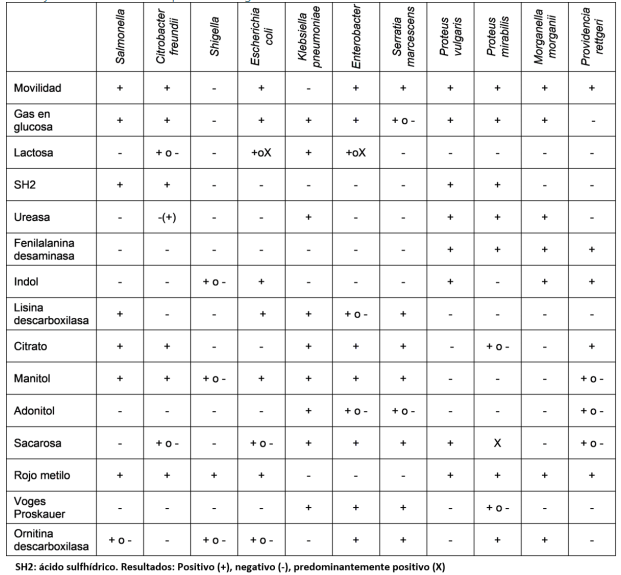 Salmonella Citrobacter freundii Shigella Escherichia coli Klebsiella pneumoniae Enterobacter Serratia marcescens Proteus vulgaris Proteus mirabilis Morganella morganii Providencia rettgeri
Movilidad + + - + - + + + + + +
Gas en glucosa + + - + + + + o - + + + -
Lactosa - + o - - +oX + +oX - - - - -
SH2 + + - - - - - + + - -
Ureasa - -(+) - - + - - + + + -
Fenilalanina desaminasa - - - - - - - + + + +
Indol - - + o - + - - - + - + +
Lisina descarboxilasa + - - + + + o - + - - - -
Citrato + + - - + + + - + o - - +
Manitol + + + o - + + + + - - - + o -
Adonitol - - - - + + o - + o - - - - + o -
Sacarosa - + o - - + o - + + + + X - + o -
Rojo metilo + + + + - - - + + + +
Voges Proskauer - - - - + + + - + o - - -
Ornitina descarboxilasa + o - - + o - + o - - + + - + + -
SH2: ácido sulfhídrico. Resultados: Positivo (+), negativo (-), predominantemente positivo (X)